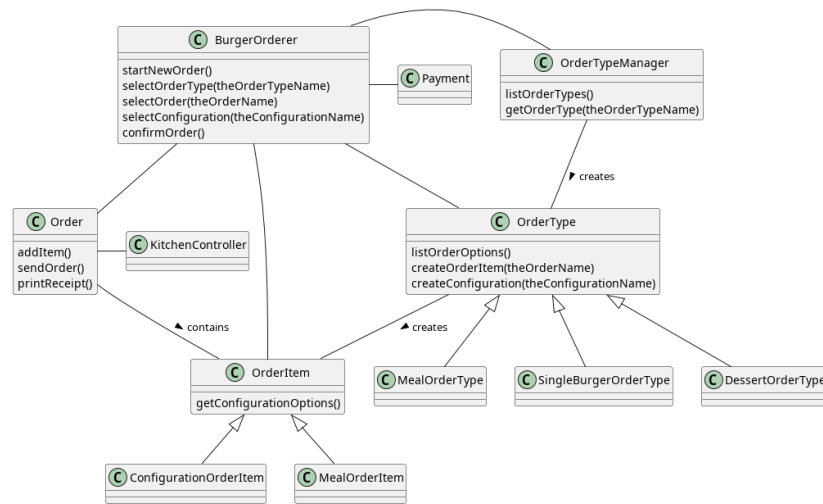 BurgerOrderer
startNewOrder()
selectOrderType(theOrderTypeName)
selectOrder(theOrderName)
selectConfiguration(theConfigurationName)
confirmOrder()
Payment
OrderTypeManager
listOrderTypes()
getOrderType(theOrderTypeName)
creates
Order
addItem()
sendOrder()
printReceipt()
KitchenController
OrderType
listOrderOptions()
createOrderItem(theOrderName)
createConfiguration(theConfigurationName)
contains
creates
OrderItem
getConfigurationOptions()
MealOrderType
SingleBurgerOrderType
DessertOrderType
ConfigurationOrderItem
MealOrderItem